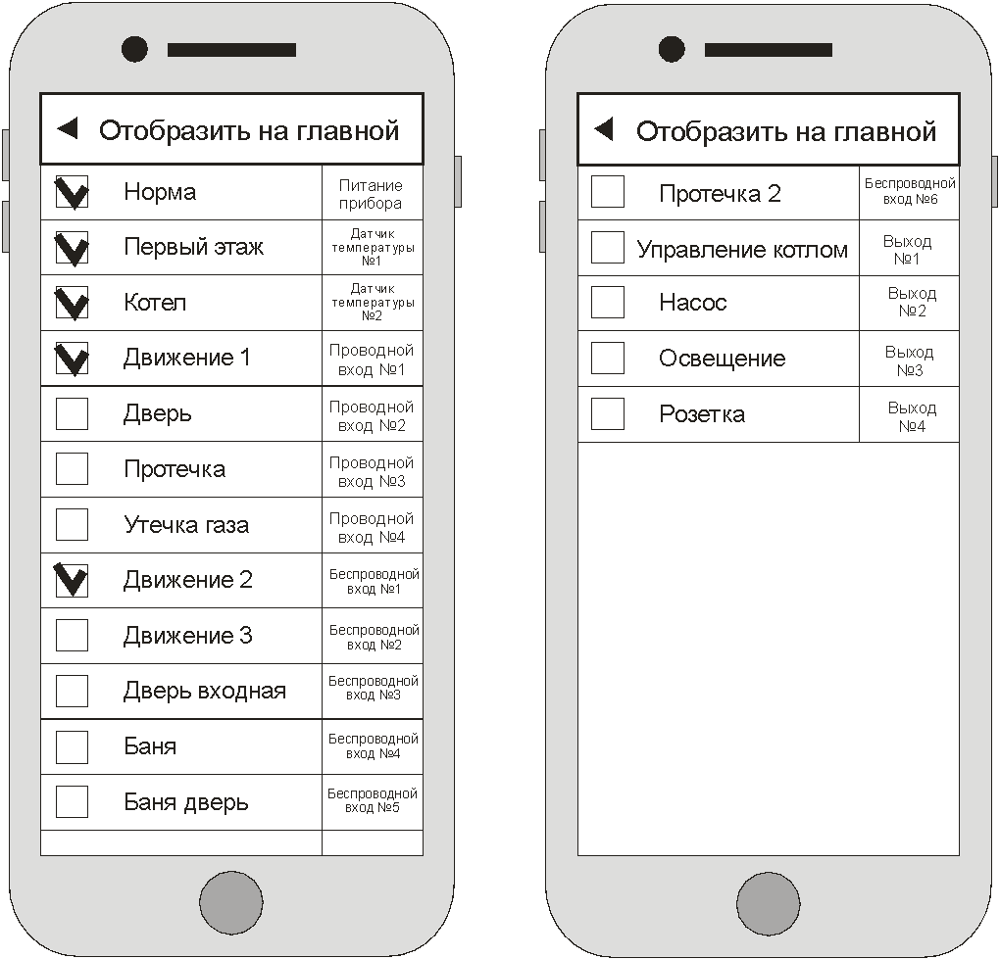 Отобразить на главной
Норма
Питание
прибора
Первый этаж
Датчик
температуры
№1
Котел
Датчик
температуры
№2
Движение 1
Проводной
вход №1
Дверь
Проводной
вход №2
Протечка
Проводной
вход №3
Утечка газа
Проводной
вход №4
Движение 2
Беспроводной
вход №1
Движение 3
Беспроводной
вход №2
Дверь входная
Беспроводной
вход №3
Баня
Беспроводной
вход №4
Баня дверь
Беспроводной
вход №5
Отобразить на главной
Протечка 2
Беспроводной
вход №6
Управление котлом
Выход
№1
Насос
Выход
№2
Освещение
Выход
№3
Розетка
Выход
№4